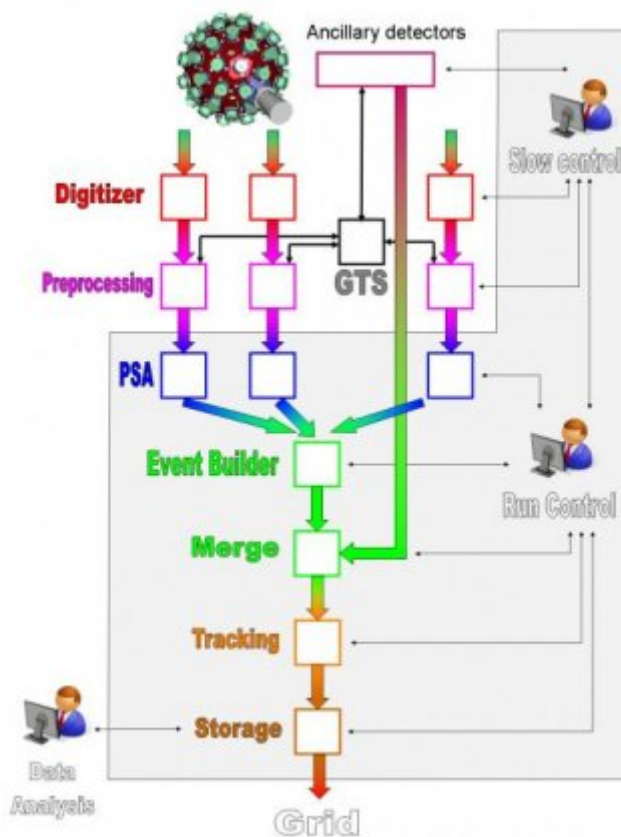 Ancillary detectors
Slow control
Digitizer
Preprocessing
GTS
PSA
Event Builder
Run Control
Merge
Tracking
Storage
Data
Analysis
Grid